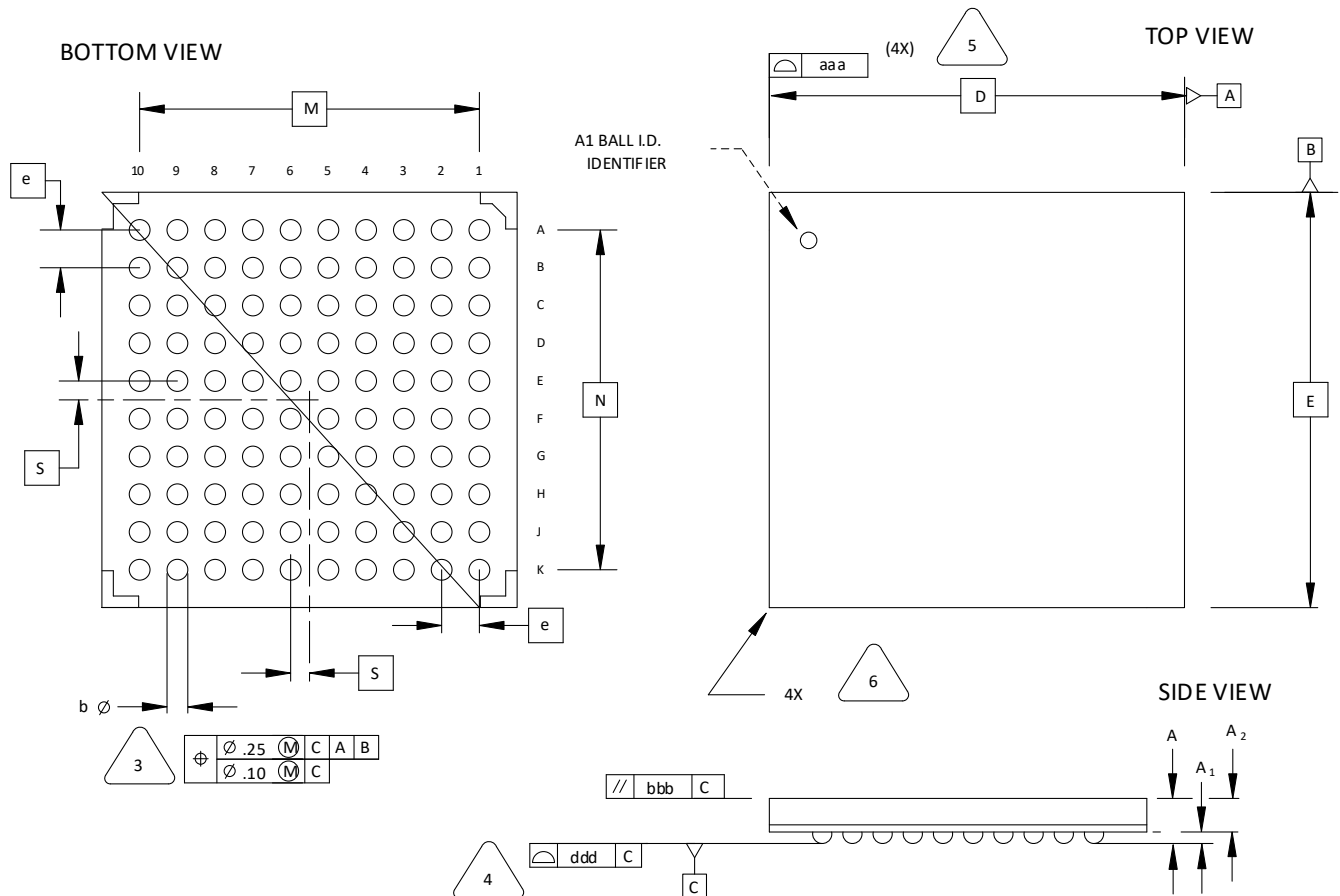 BOTTOM VIEW
M
10 9 8 7 6 5 4 3 2 1
e
A
B
C
D
E
F
G
H
J
K
N
S
e
S
b Ø
3
Ø .25 M C A B
Ø .10 M C
TOP VIEW
aaa
(4X)
5
D
A
A1 BALL I.D.
IDENTIFIER
B
E
4X
6
SIDE VIEW
A
A1
A2
// bbb C
4
ddd C
C